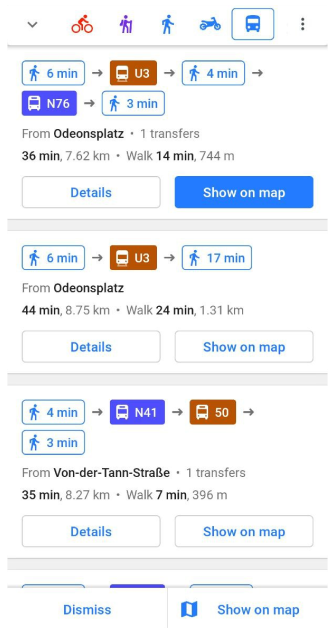 6 min → U3 → 4 min →
N76 → 3 min
From Odeonsplatz • 1 transfers
36 min, 7.62 km • Walk 14 min, 744 m
Details Show on map
6 min → U3 → 17 min
From Odeonsplatz
44 min, 8.75 km • Walk 24 min, 1.31 km
Details Show on map
4 min → N41 → 50 →
3 min
From Von-der-Tann-Straße • 1 transfers
35 min, 8.27 km • Walk 7 min, 396 m
Details Show on map
Dismiss Show on map